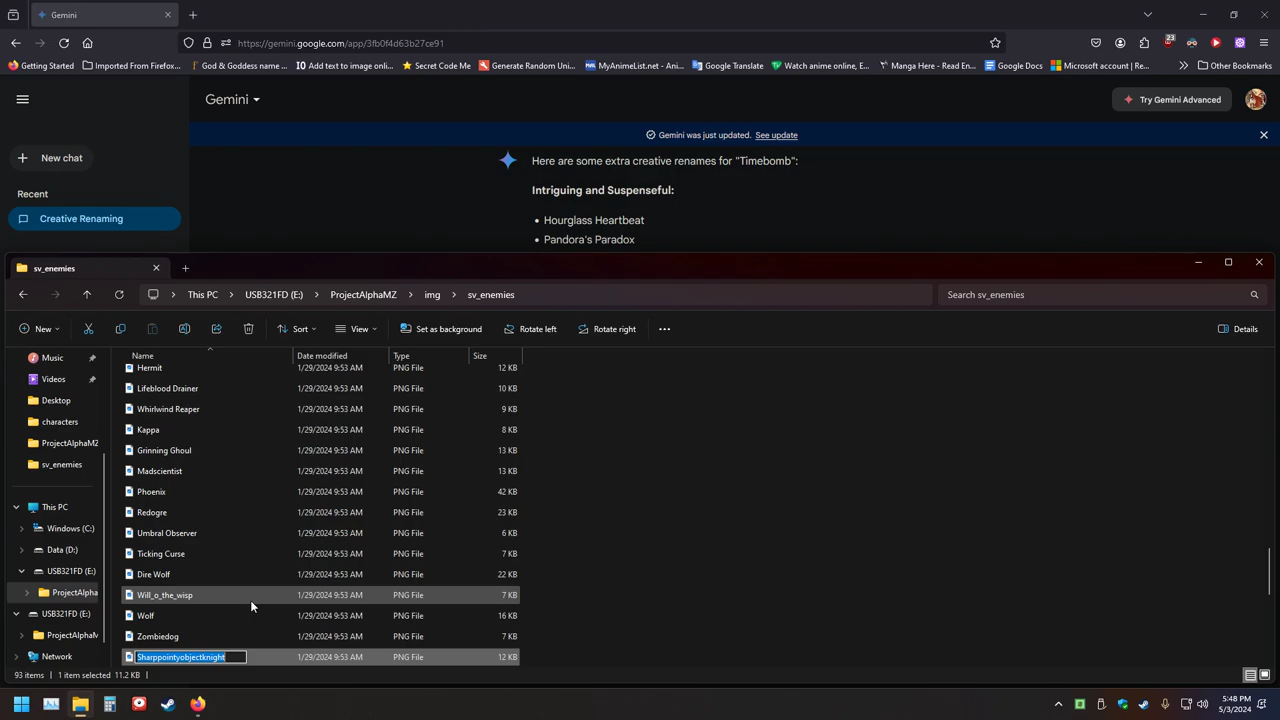 Gemini
https://gemini.google.com/app/3fb0f4d63b27ce91
23
Getting Started
Imported From Firefox...
God & Goddess name ...
IO Add text to image onli...
Secret Code Me
Generate Random Uni...
MyAnimeList.net - Ani...
Google Translate
Watch anime online, E...
Manga Here - Read En...
Google Docs
Microsoft account | Re...
Other Bookmarks
Gemini
Try Gemini Advanced
Gemini was just updated. See update
New chat
Here are some extra creative renames for "Timebomb":
Recent
Intriguing and Suspenseful:
Creative Renaming
• Hourglass Heartbeat
• Pandora's Paradox
sv_enemies
This PC > USB321FD (E:) > ProjectAlphaMZ > img > sv_enemies
Search sv_enemies
New
Sort
View
Set as background
Rotate left
Rotate right
Details
Music
Videos
Desktop
characters
ProjectAlphaMZ
sv_enemies
This PC
Windows (C:)
Data (D:)
USB321FD (E:)
ProjectAlpha
USB321FD (E:)
ProjectAlphaM
Network
Name Date modified Type Size
Hermit 1/29/2024 9:53 AM PNG File 12 KB
Lifeblood Drainer 1/29/2024 9:53 AM PNG File 10 KB
Whirlwind Reaper 1/29/2024 9:53 AM PNG File 9 KB
Kappa 1/29/2024 9:53 AM PNG File 8 KB
Grinning Ghoul 1/29/2024 9:53 AM PNG File 13 KB
Madscientist 1/29/2024 9:53 AM PNG File 13 KB
Phoenix 1/29/2024 9:53 AM PNG File 42 KB
Redogre 1/29/2024 9:53 AM PNG File 23 KB
Umbral Observer 1/29/2024 9:53 AM PNG File 6 KB
Ticking Curse 1/29/2024 9:53 AM PNG File 7 KB
Dire Wolf 1/29/2024 9:53 AM PNG File 22 KB
Will_o_the_wisp 1/29/2024 9:53 AM PNG File 7 KB
Wolf 1/29/2024 9:53 AM PNG File 16 KB
Zombiedog 1/29/2024 9:53 AM PNG File 7 KB
Sharppointyobjectknight 1/29/2024 9:53 AM PNG File 12 KB
93 items 1 item selected 11.2 KB
5:48 PM
5/3/2024